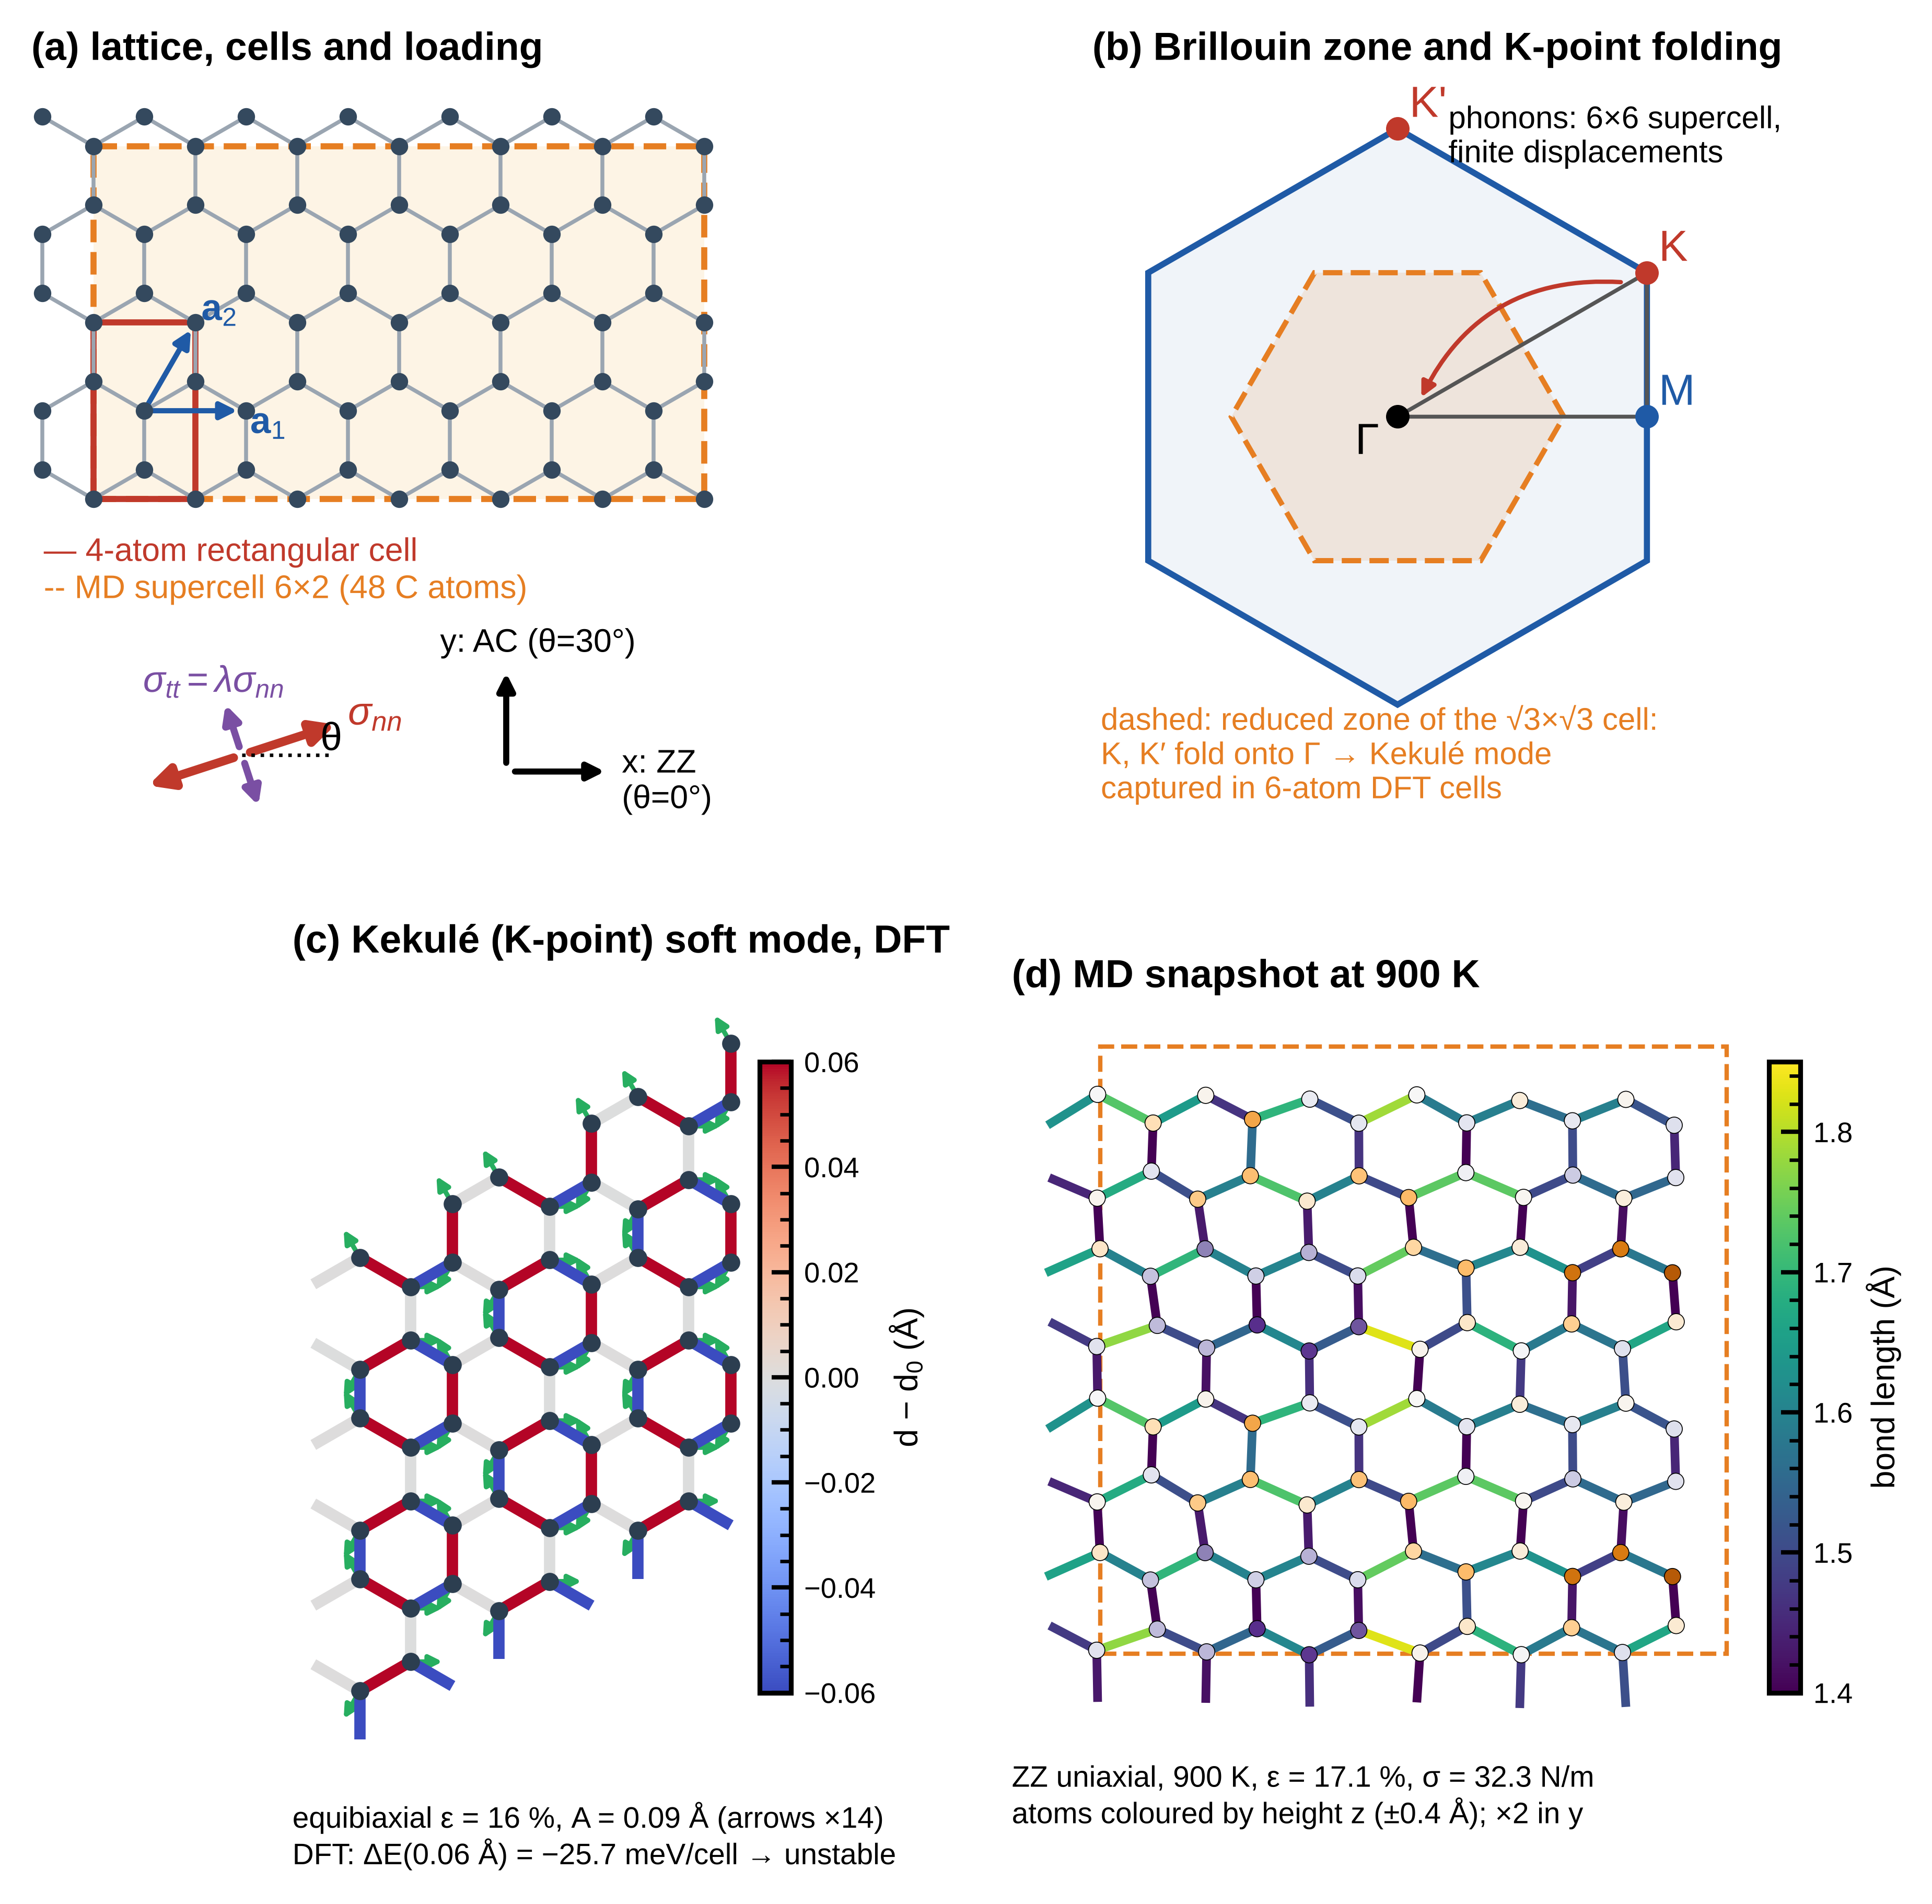 (a) lattice, cells and loading
a2
a1
— 4-atom rectangular cell
-- MD supercell 6×2 (48 C atoms)
y: AC (θ=30°)
σtt = λσnn
σnn
θ
x: ZZ
(θ=0°)
(b) Brillouin zone and K-point folding
K'
phonons: 6×6 supercell,
finite displacements
K
M
Γ
dashed: reduced zone of the √3×√3 cell:
K, K′ fold onto Γ → Kekulé mode
captured in 6-atom DFT cells
(c) Kekulé (K-point) soft mode, DFT
0.06
0.04
0.02
0.00
−0.02
−0.04
−0.06
d − d0 (Å)
equibiaxial ε = 16 %, A = 0.09 Å (arrows ×14)
DFT: ΔE(0.06 Å) = −25.7 meV/cell → unstable
(d) MD snapshot at 900 K
1.8
1.7
1.6
1.5
1.4
bond length (Å)
ZZ uniaxial, 900 K, ε = 17.1 %, σ = 32.3 N/m
atoms coloured by height z (±0.4 Å); ×2 in y